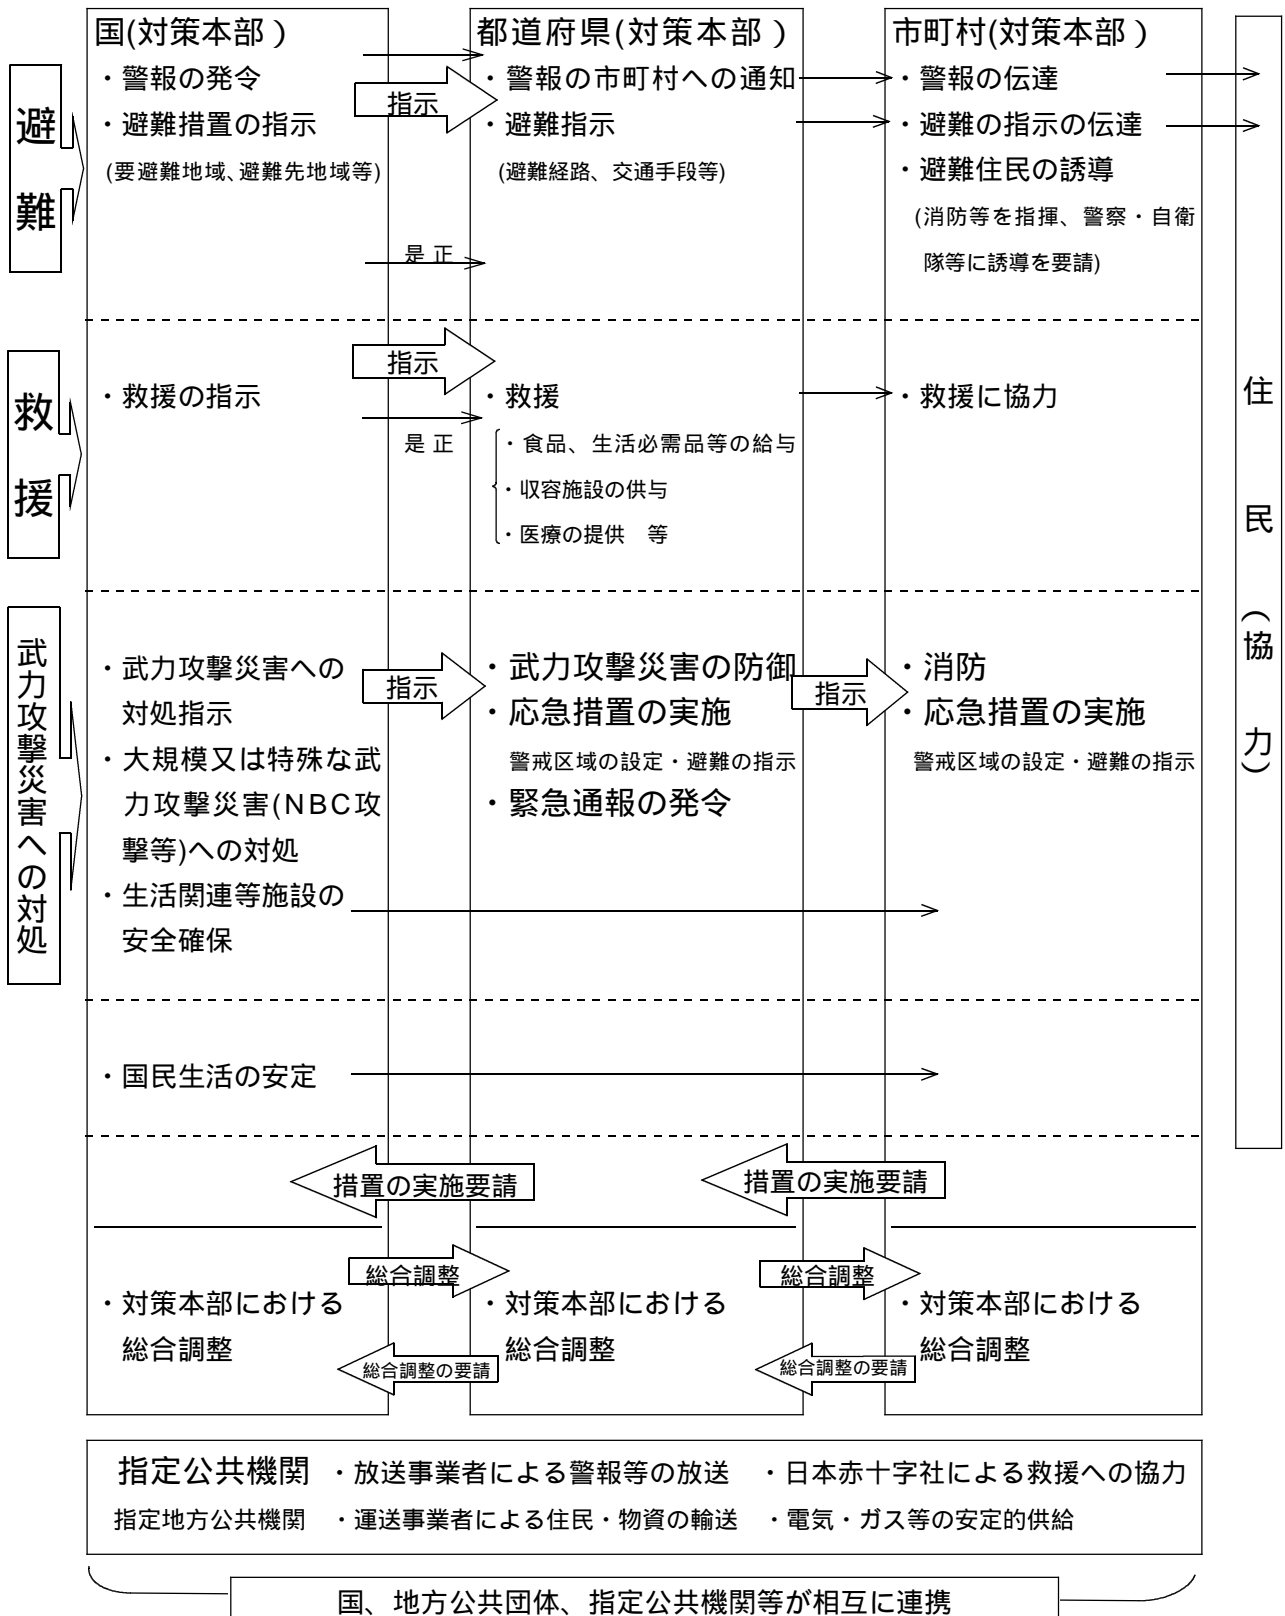 国(対策本部）
・警報の発令
・避難措置の指示
(要避難地域、避難先地域等)
指示
是正
都道府県(対策本部）
・警報の市町村への通知
・避難指示
(避難経路、交通手段等)
市町村(対策本部）
・警報の伝達
・避難の指示の伝達
・避難住民の誘導
(消防等を指揮、警察・自衛
隊等に誘導を要請)
避難
救援
・救援の指示
指示
是正
・救援
・食品、生活必需品等の給与
・収容施設の供与
・医療の提供　等
・救援に協力
武力攻撃災害への対処
・武力攻撃災害への
対処指示
・大規模又は特殊な武
力攻撃災害(NBC攻
撃等)への対処
・生活関連等施設の
安全確保
指示
・武力攻撃災害の防御
・応急措置の実施
警戒区域の設定・避難の指示
・緊急通報の発令
指示
・消防
・応急措置の実施
警戒区域の設定・避難の指示
・国民生活の安定
措置の実施要請
措置の実施要請
総合調整
総合調整
・対策本部における
総合調整
・対策本部における
総合調整
・対策本部における
総合調整
総合調整の要請
総合調整の要請
住民(協力)
指定公共機関　・放送事業者による警報等の放送　・日本赤十字社による救援への協力
指定地方公共機関　・運送事業者による住民・物資の輸送　・電気・ガス等の安定的供給
国、地方公共団体、指定公共機関等が相互に連携